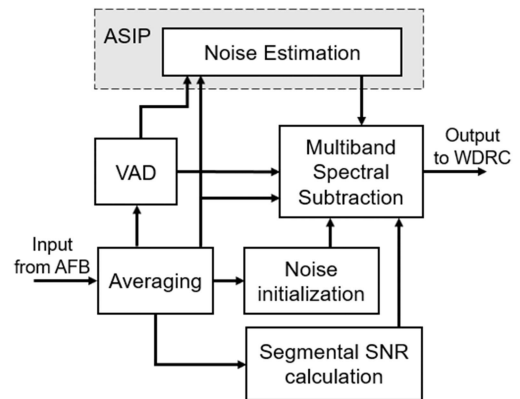 ASIP
Noise Estimation
VAD
Multiband
Spectral
Subtraction
Output
to WDRC
Input
from AFB
Averaging
Noise
initialization
Segmental SNR
calculation